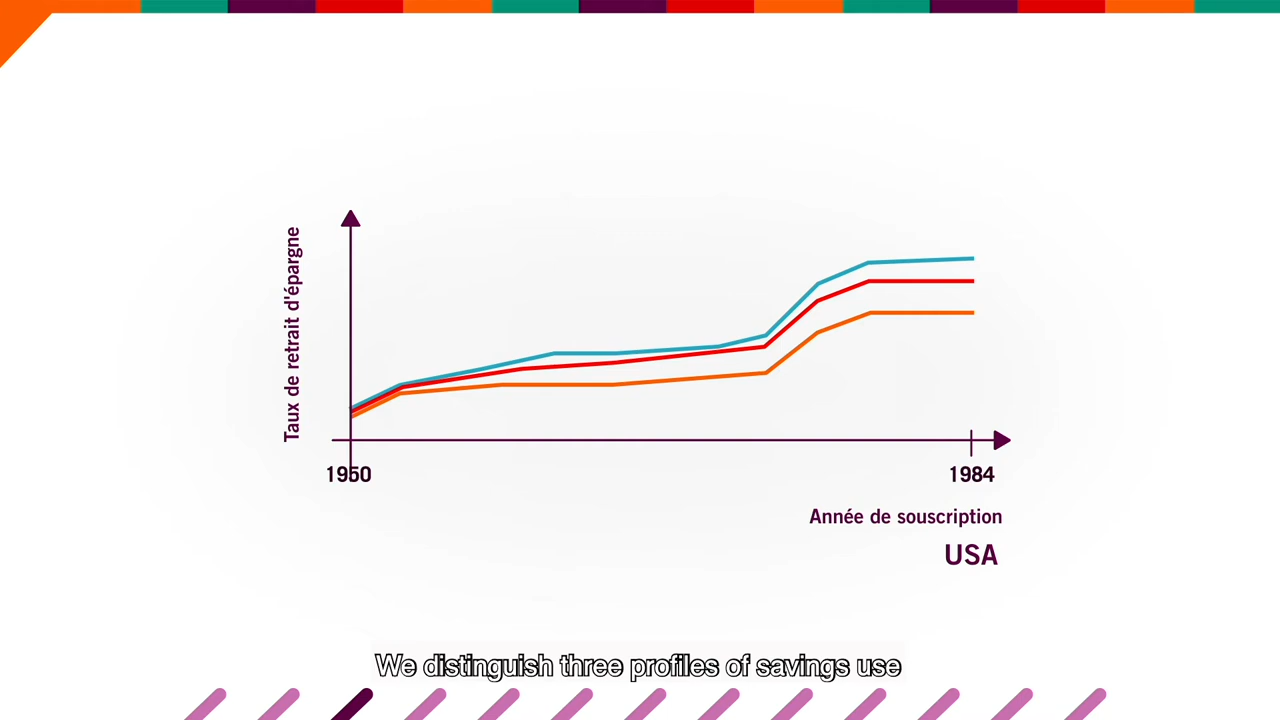 Taux de retrait d'épargne
1950
1984
Année de souscription
USA
We distinguish three profiles of savings use